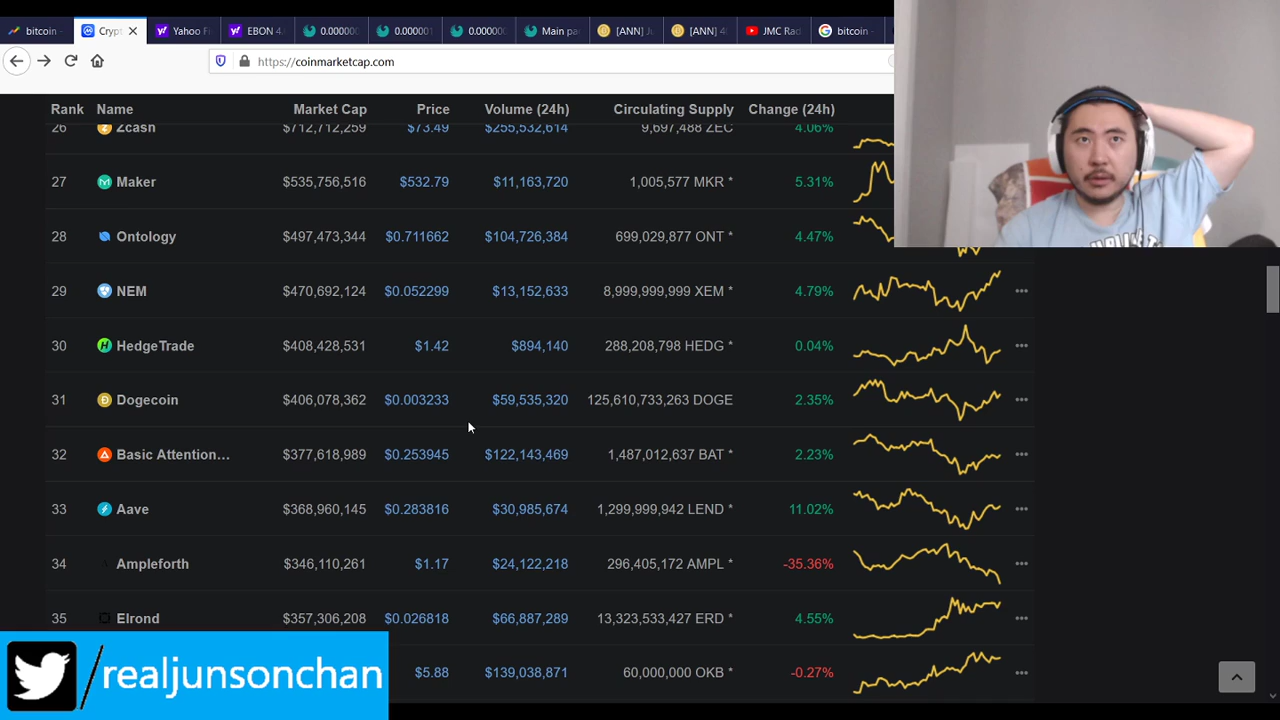 bitcoin
Crypt
Yahoo Fi
EBON 4.
0.00000
0.00000
0.00000
Main pa
[ANN] J
[ANN] 4
JMC Rad
bitcoin -
https://coinmarketcap.com
Rank Name Market Cap Price Volume (24h) Circulating Supply Change (24h)
26 Zcash $712,712,259 $73.49 $255,532,614 9,697,488 ZEC 4.06%
27 Maker $535,756,516 $532.79 $11,163,720 1,005,577 MKR * 5.31%
28 Ontology $497,473,344 $0.711662 $104,726,384 699,029,877 ONT * 4.47%
29 NEM $470,692,124 $0.052299 $13,152,633 8,999,999,999 XEM * 4.79%
30 HedgeTrade $408,428,531 $1.42 $894,140 288,208,798 HEDG * 0.04%
31 Dogecoin $406,078,362 $0.003233 $59,535,320 125,610,733,263 DOGE 2.35%
32 Basic Attention... $377,618,989 $0.253945 $122,143,469 1,487,012,637 BAT * 2.23%
33 Aave $368,960,145 $0.283816 $30,985,674 1,299,999,942 LEND * 11.02%
34 Ampleforth $346,110,261 $1.17 $24,122,218 296,405,172 AMPL * -35.36%
35 Elrond $357,306,208 $0.026818 $66,887,289 13,323,533,427 ERD * 4.55%
$5.88 $139,038,871 60,000,000 OKB * -0.27%
/realjunsonchan